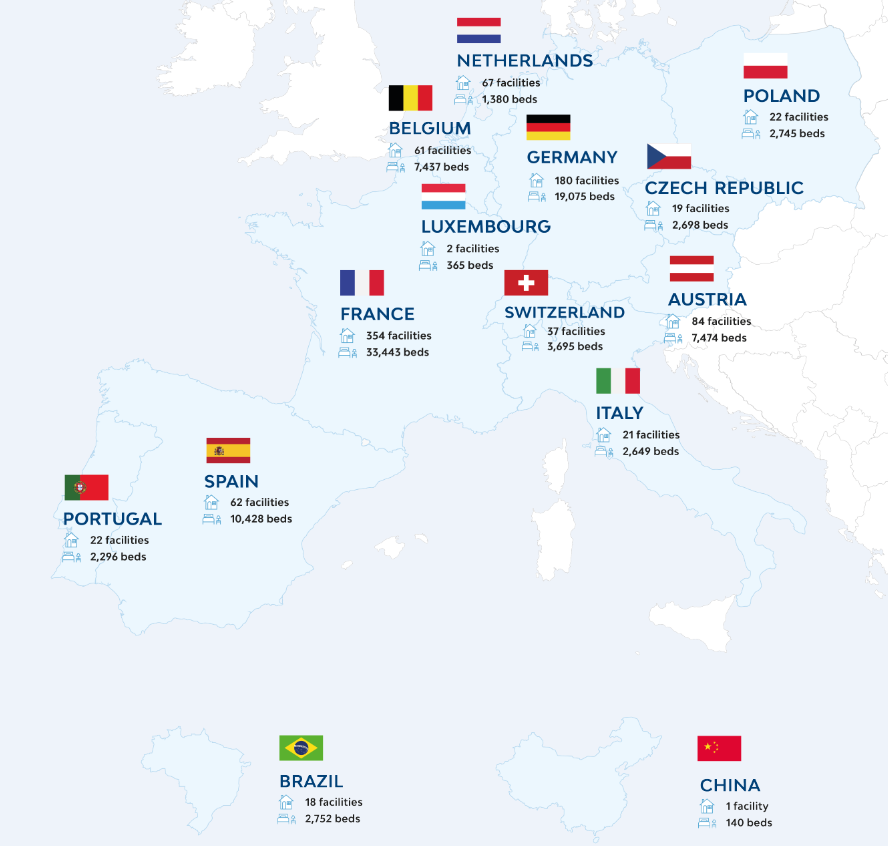 NETHERLANDS
67 facilities
1,380 beds
POLAND
22 facilities
2,745 beds
BELGIUM
61 facilities
7,437 beds
GERMANY
180 facilities
19,075 beds
CZECH REPUBLIC
19 facilities
2,698 beds
LUXEMBOURG
2 facilities
365 beds
FRANCE
354 facilities
33,443 beds
SWITZERLAND
37 facilities
3,695 beds
AUSTRIA
84 facilities
7,474 beds
ITALY
21 facilities
2,649 beds
SPAIN
62 facilities
10,428 beds
PORTUGAL
22 facilities
2,296 beds
BRAZIL
18 facilities
2,752 beds
CHINA
1 facility
140 beds